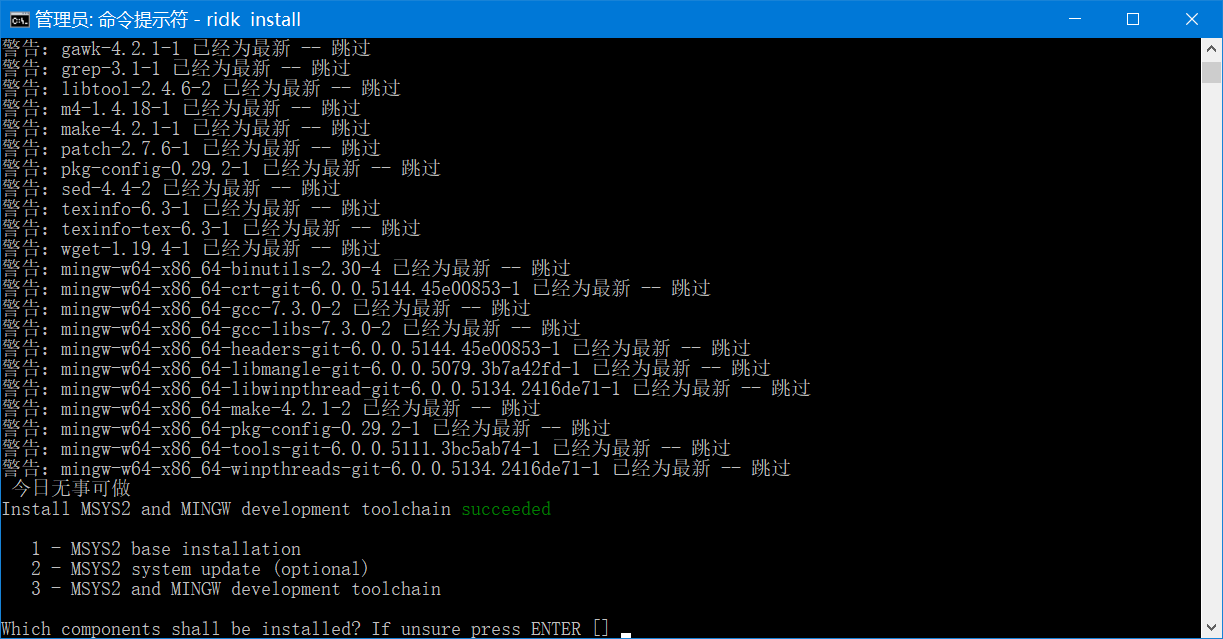 管理员: 命令提示符 - ridk  install
警告：gawk-4.2.1-1 已经为最新 -- 跳过
警告：grep-3.1-1 已经为最新 -- 跳过
警告：libtool-2.4.6-2 已经为最新 -- 跳过
警告：m4-1.4.18-1 已经为最新 -- 跳过
警告：make-4.2.1-1 已经为最新 -- 跳过
警告：patch-2.7.6-1 已经为最新 -- 跳过
警告：pkg-config-0.29.2-1 已经为最新 -- 跳过
警告：sed-4.4-2 已经为最新 -- 跳过
警告：texinfo-6.3-1 已经为最新 -- 跳过
警告：texinfo-tex-6.3-1 已经为最新 -- 跳过
警告：wget-1.19.4-1 已经为最新 -- 跳过
警告：mingw-w64-x86_64-binutils-2.30-4 已经为最新 -- 跳过
警告：mingw-w64-x86_64-crt-git-6.0.0.5144.45e00853-1 已经为最新 -- 跳过
警告：mingw-w64-x86_64-gcc-7.3.0-2 已经为最新 -- 跳过
警告：mingw-w64-x86_64-gcc-libs-7.3.0-2 已经为最新 -- 跳过
警告：mingw-w64-x86_64-headers-git-6.0.0.5144.45e00853-1 已经为最新 -- 跳过
警告：mingw-w64-x86_64-libmangle-git-6.0.0.5079.3b7a42fd-1 已经为最新 -- 跳过
警告：mingw-w64-x86_64-libwinpthread-git-6.0.0.5134.2416de71-1 已经为最新 -- 跳过
警告：mingw-w64-x86_64-make-4.2.1-2 已经为最新 -- 跳过
警告：mingw-w64-x86_64-pkg-config-0.29.2-1 已经为最新 -- 跳过
警告：mingw-w64-x86_64-tools-git-6.0.0.5111.3bc5ab74-1 已经为最新 -- 跳过
警告：mingw-w64-x86_64-winpthreads-git-6.0.0.5134.2416de71-1 已经为最新 -- 跳过
今日无事可做
Install MSYS2 and MINGW development toolchain succeeded
1 - MSYS2 base installation
2 - MSYS2 system update (optional)
3 - MSYS2 and MINGW development toolchain
Which components shall be installed? If unsure press ENTER []